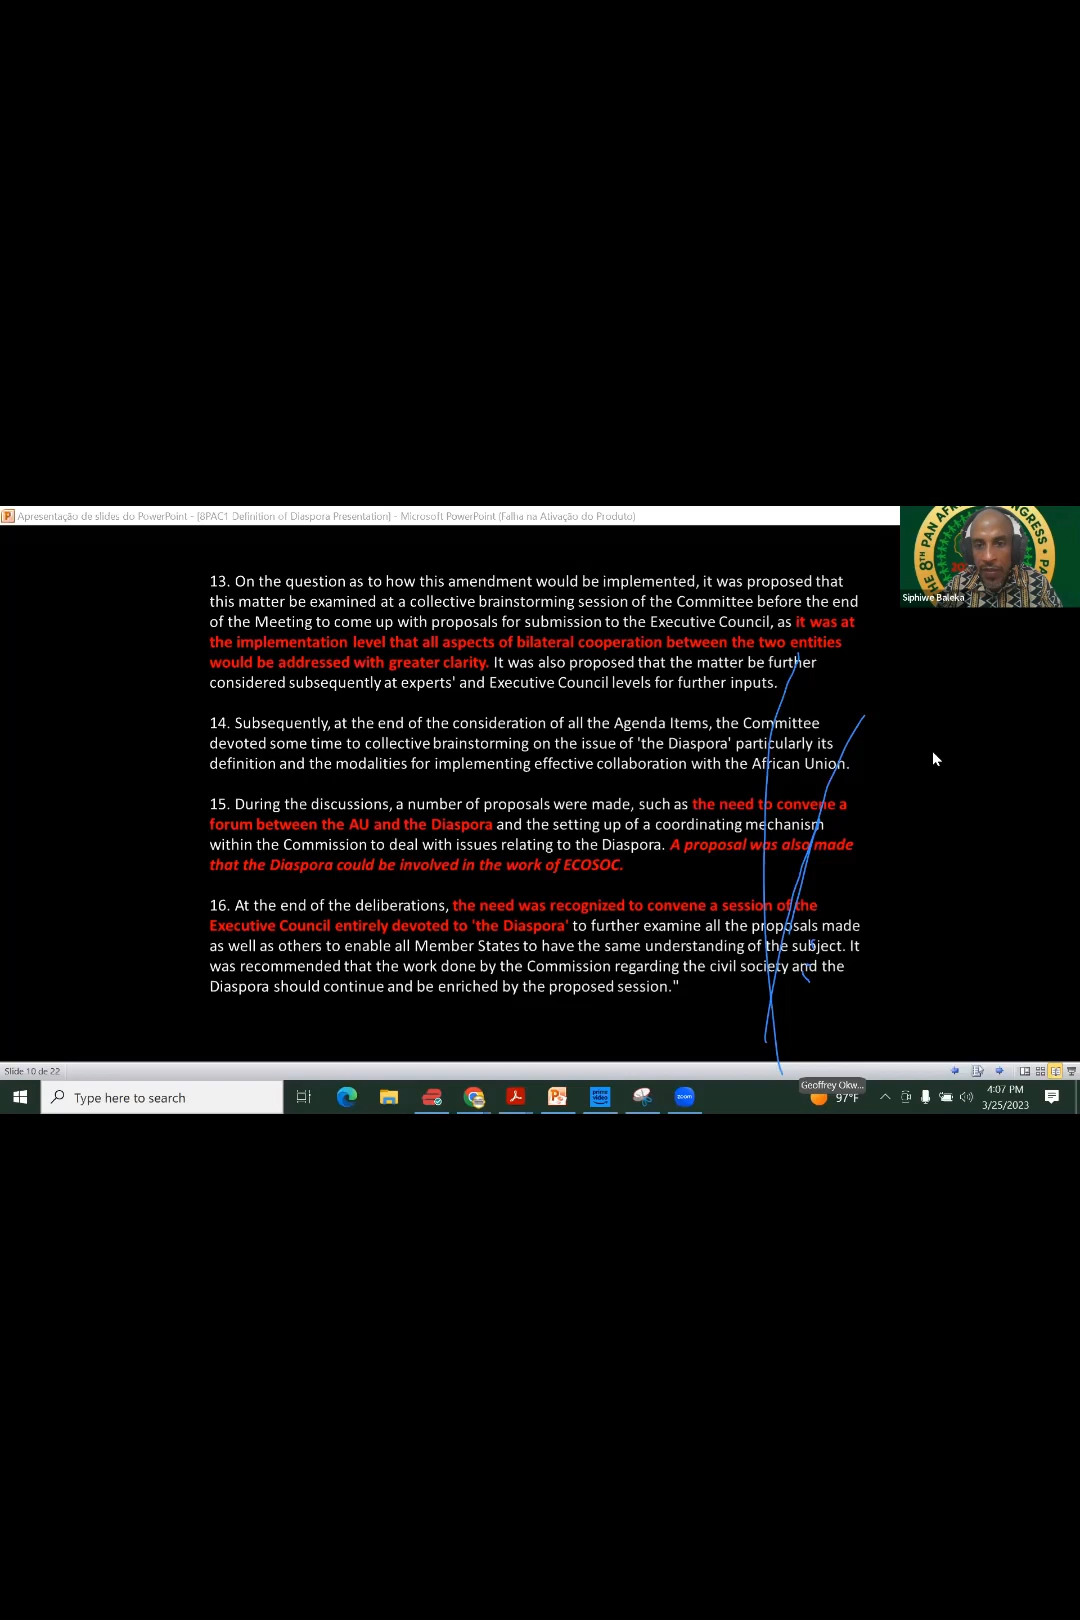 Apresentação de slides do PowerPoint - [8PAC1 Definition of Diaspora Presentation] - Microsoft PowerPoint (Falha na Ativação do Produto)
THE 8TH PAN
Siphiwe Baleka
13. On the question as to how this amendment would be implemented, it was proposed that
this matter be examined at a collective brainstorming session of the Committee before the end
of the Meeting to come up with proposals for submission to the Executive Council, as it was at
the implementation level that all aspects of bilateral cooperation between the two entities
would be addressed with greater clarity. It was also proposed that the matter be further
considered subsequently at experts' and Executive Council levels for further inputs.
14. Subsequently, at the end of the consideration of all the Agenda Items, the Committee
devoted some time to collective brainstorming on the issue of 'the Diaspora' particularly its
definition and the modalities for implementing effective collaboration with the African Union.
15. During the discussions, a number of proposals were made, such as the need to convene a
forum between the AU and the Diaspora and the setting up of a coordinating mechanism
within the Commission to deal with issues relating to the Diaspora. A proposal was also made
that the Diaspora could be involved in the work of ECOSOC.
16. At the end of the deliberations, the need was recognized to convene a session of the
Executive Council entirely devoted to 'the Diaspora' to further examine all the proposals made
as well as others to enable all Member States to have the same understanding of the subject. It
was recommended that the work done by the Commission regarding the civil society and the
Diaspora should continue and be enriched by the proposed session."
Slide 10 de 22
Type here to search
prime video
zoom
Geoffrey Okw...
97°F
4:07 PM
3/25/2023